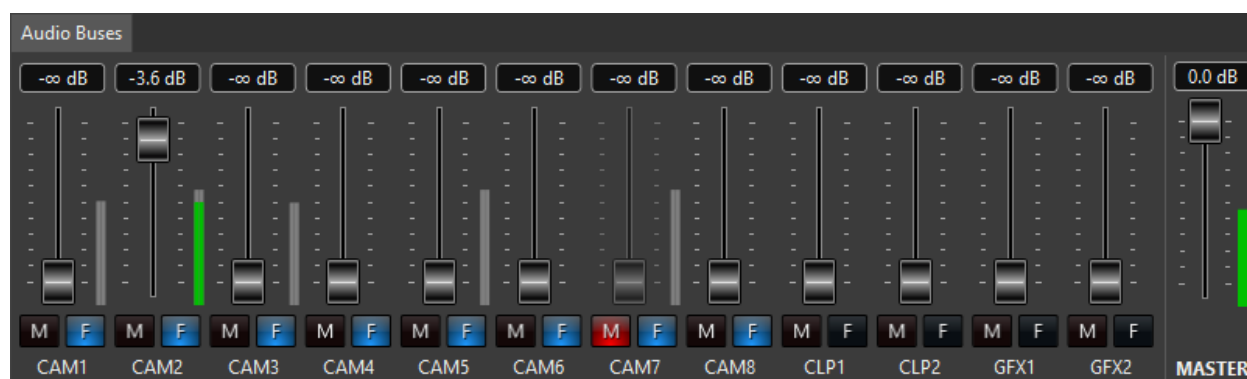 Audio Buses
-∞ dB -3.6 dB -∞ dB -∞ dB -∞ dB -∞ dB -∞ dB -∞ dB -∞ dB -∞ dB -∞ dB -∞ dB 0.0 dB
M F M F M F M F M F M F M F M F M F M F M F M F
CAM1 CAM2 CAM3 CAM4 CAM5 CAM6 CAM7 CAM8 CLP1 CLP2 GFX1 GFX2 MASTER